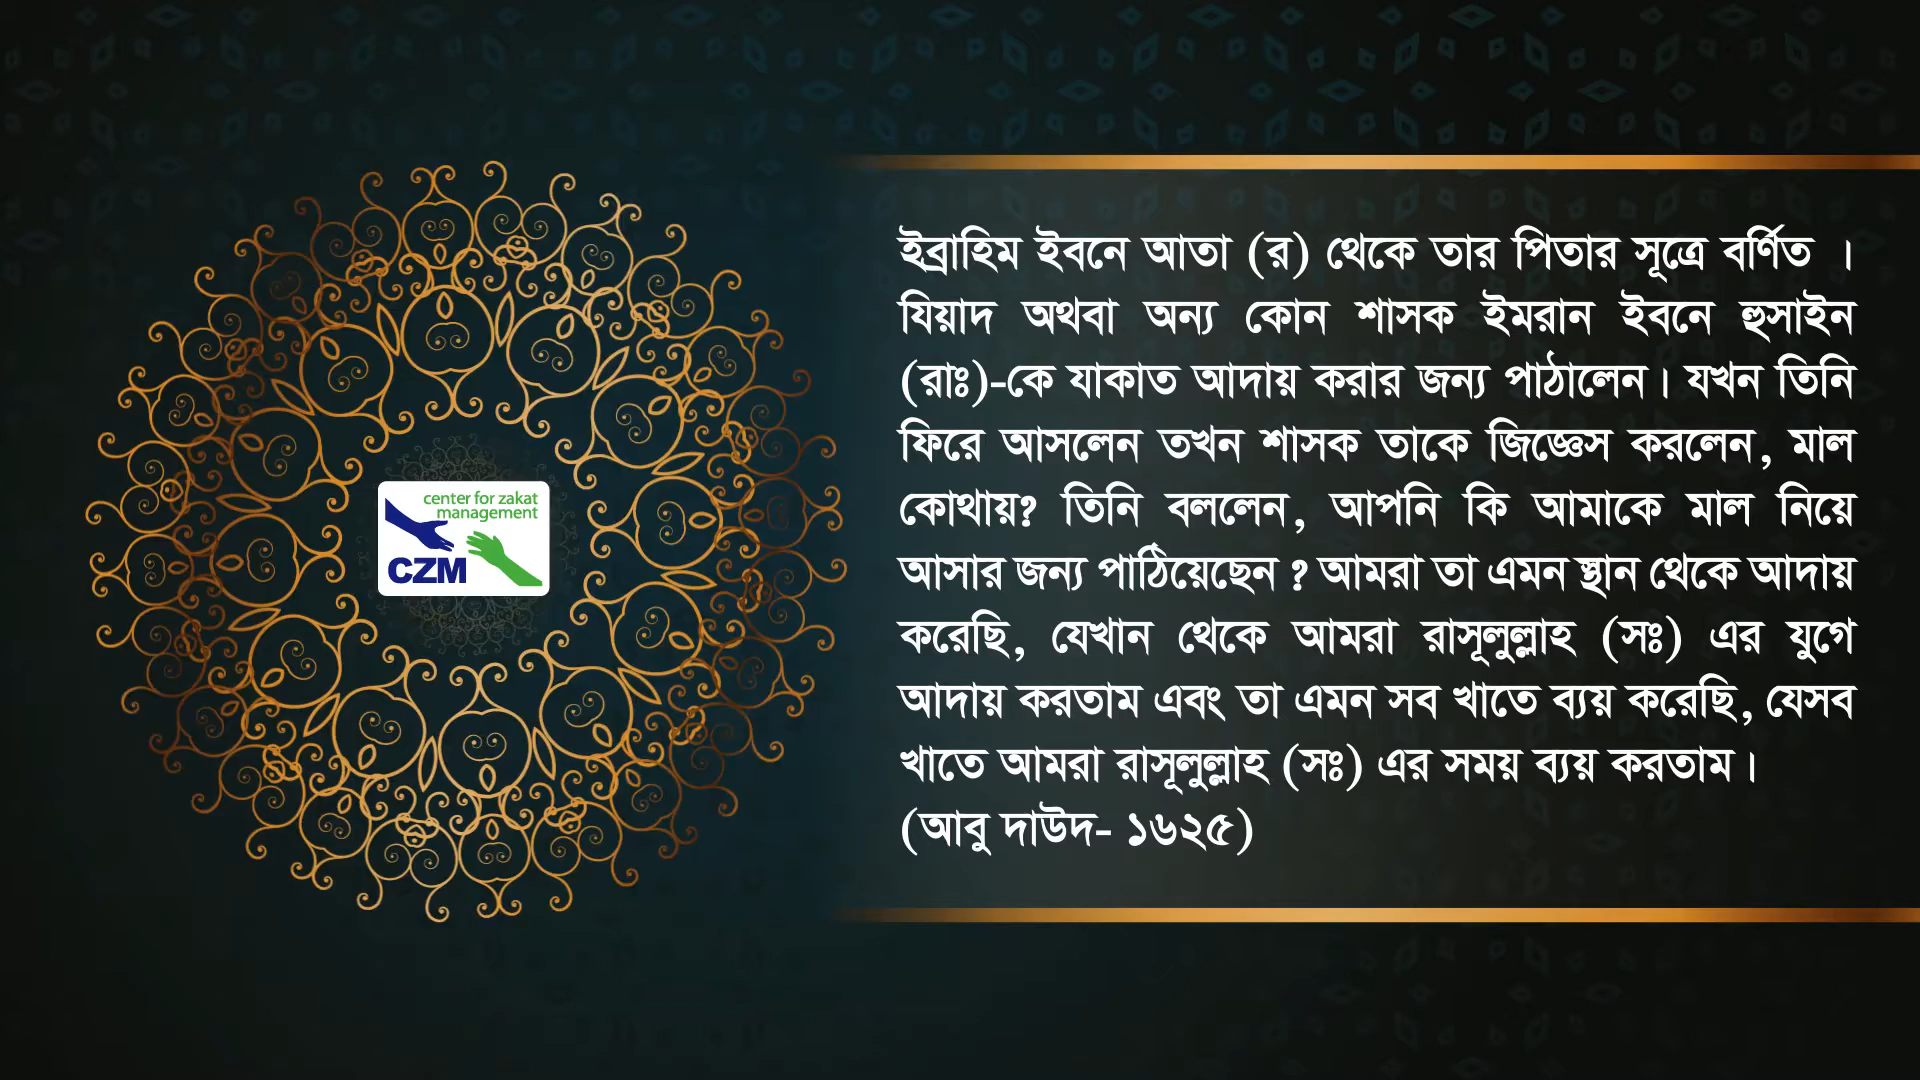 center for zakat
management
CZM
ইব্রাহিম ইবনে আতা (র) থেকে তার পিতার সূত্রে বর্ণিত ।
যিয়াদ অথবা অন্য কোন শাসক ইমরান ইবনে হুসাইন
(রাঃ)-কে যাকাত আদায় করার জন্য পাঠালেন। যখন তিনি
ফিরে আসলেন তখন শাসক তাকে জিজ্ঞেস করলেন, মাল
কোথায়? তিনি বললেন, আপনি কি আমাকে মাল নিয়ে
আসার জন্য পাঠিয়েছেন ? আমরা তা এমন স্থান থেকে আদায়
করেছি, যেখান থেকে আমরা রাসূলুল্লাহ (সঃ) এর যুগে
আদায় করতাম এবং তা এমন সব খাতে ব্যয় করেছি, যেসব
খাতে আমরা রাসূলুল্লাহ (সঃ) এর সময় ব্যয় করতাম।
(আবু দাউদ- ১৬২৫)